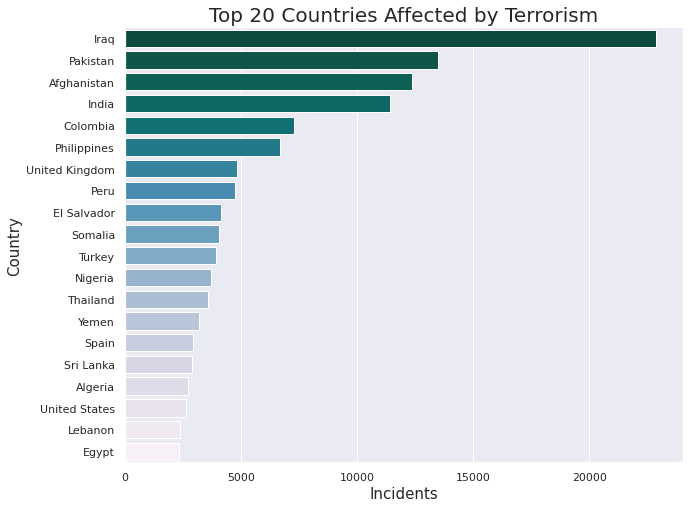 Top 20 Countries Affected by Terrorism
Iraq
Pakistan
Afghanistan
India
Colombia
Philippines
United Kingdom
Peru
El Salvador
Somalia
Turkey
Nigeria
Thailand
Yemen
Spain
Sri Lanka
Algeria
United States
Lebanon
Egypt
Country
0 5000 10000 15000 20000
Incidents